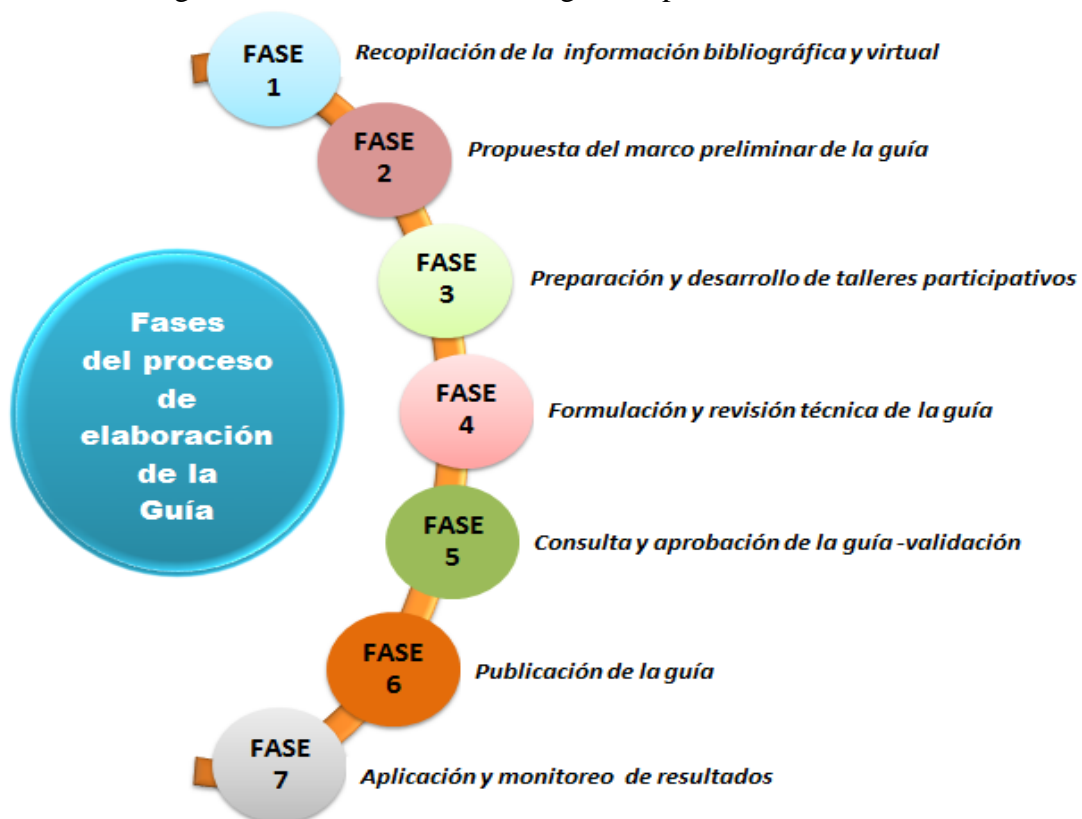 FASE
1
Recopilación de la información bibliográfica y virtual
FASE
2
Propuesta del marco preliminar de la guía
FASE
3
Preparación y desarrollo de talleres participativos
Fases
del proceso
de
elaboración
de la
Guía
FASE
4
Formulación y revisión técnica de la guía
FASE
5
Consulta y aprobación de la guía -validación
FASE
6
Publicación de la guía
FASE
7
Aplicación y monitoreo de resultados